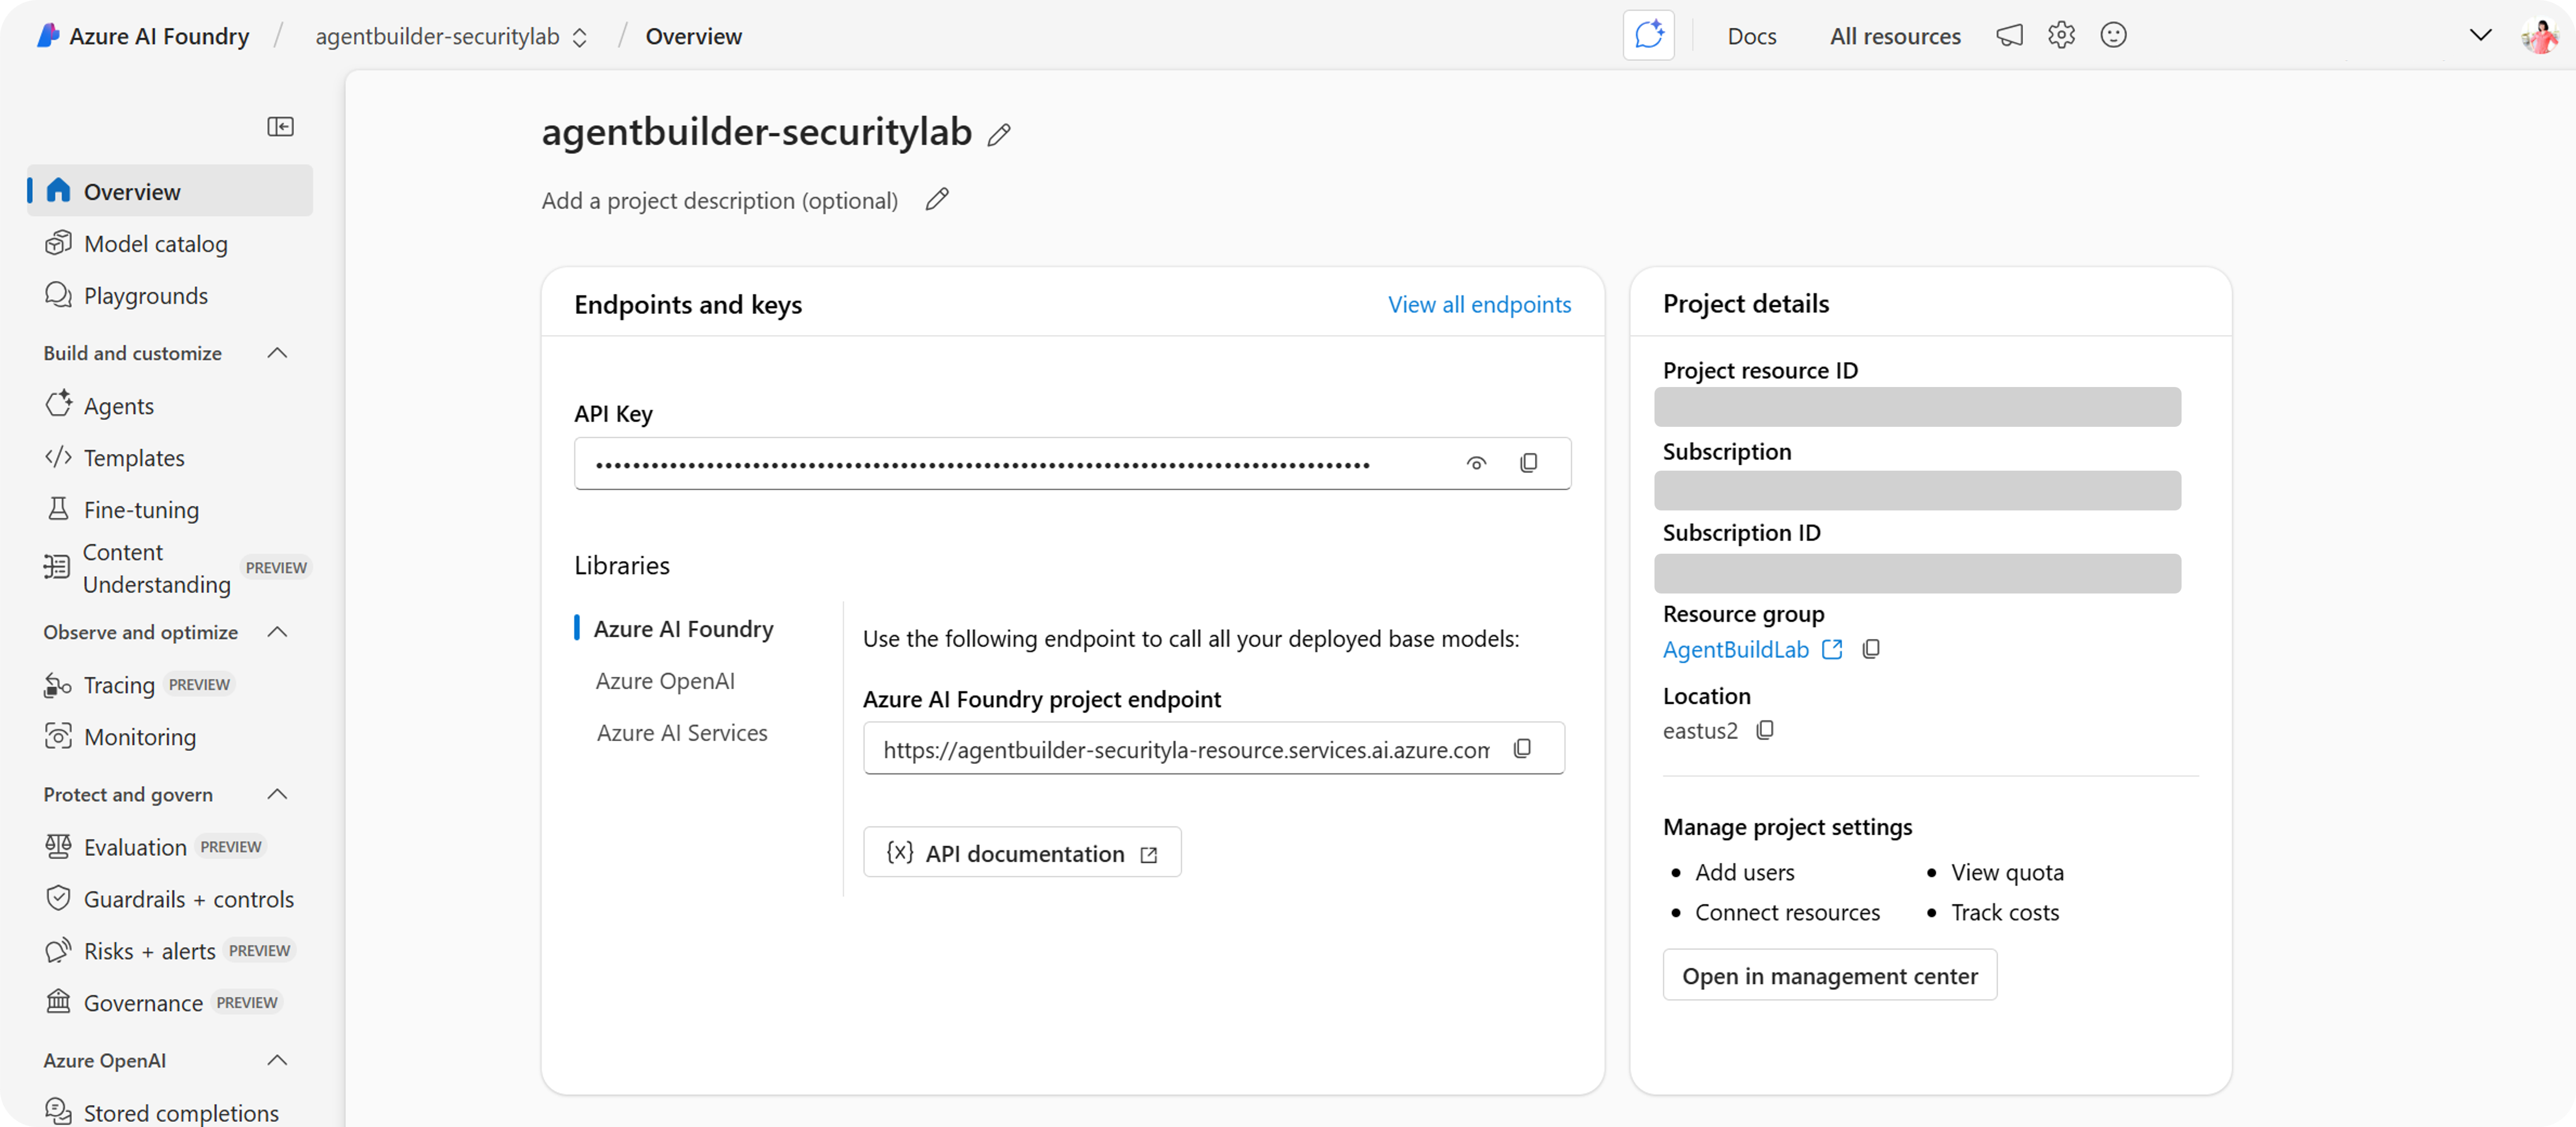 Azure AI Foundry / agentbuilder-securitylab / Overview
Docs All resources
Overview
Model catalog
Playgrounds
Build and customize
Agents
Templates
Fine-tuning
Content
Understanding PREVIEW
Observe and optimize
Tracing PREVIEW
Monitoring
Protect and govern
Evaluation PREVIEW
Guardrails + controls
Risks + alerts PREVIEW
Governance PREVIEW
Azure OpenAI
Stored completions
agentbuilder-securitylab
Add a project description (optional)
Endpoints and keys View all endpoints
API Key
••••••••••••••••••••••••••••••••••••••••••••••••••••••••••••••••••••••••••••••••••••
Libraries
Azure AI Foundry
Azure OpenAI
Azure AI Services
Use the following endpoint to call all your deployed base models:
Azure AI Foundry project endpoint
https://agentbuilder-securityla-resource.services.ai.azure.com
{x} API documentation
Project details
Project resource ID
Subscription
Subscription ID
Resource group
AgentBuildLab
Location
eastus2
Manage project settings
• Add users • View quota
• Connect resources • Track costs
Open in management center